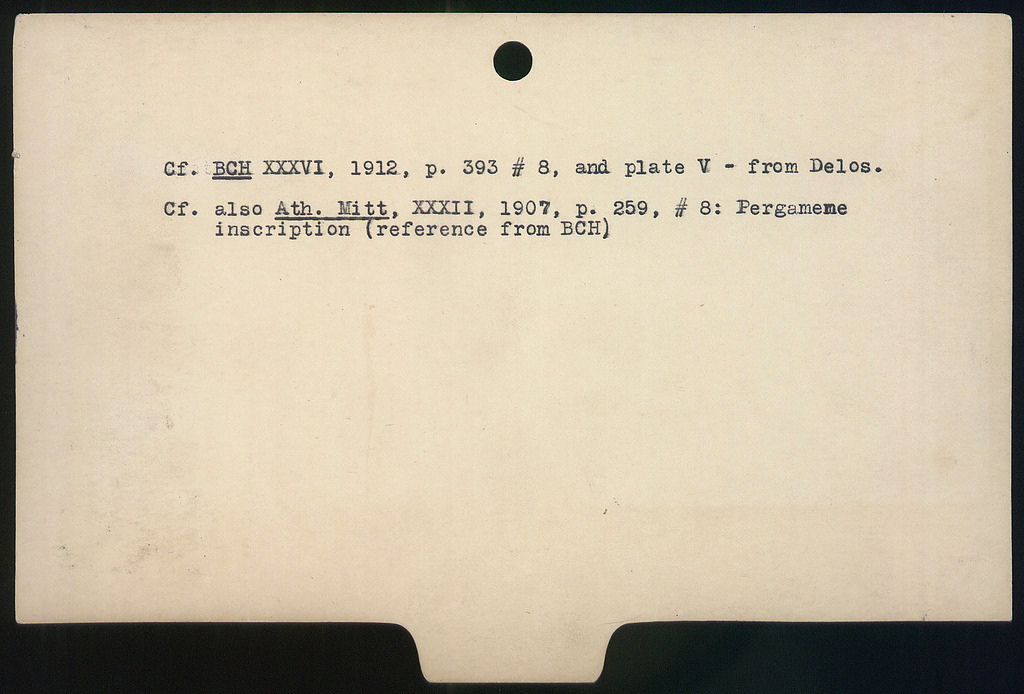 Cf. BCH XXXVI, 1912, p. 393 # 8, and plate V - from Delos.
Cf. also Ath. Mitt, XXXII, 1907, p. 259, # 8: Pergamene
inscription (reference from BCH)